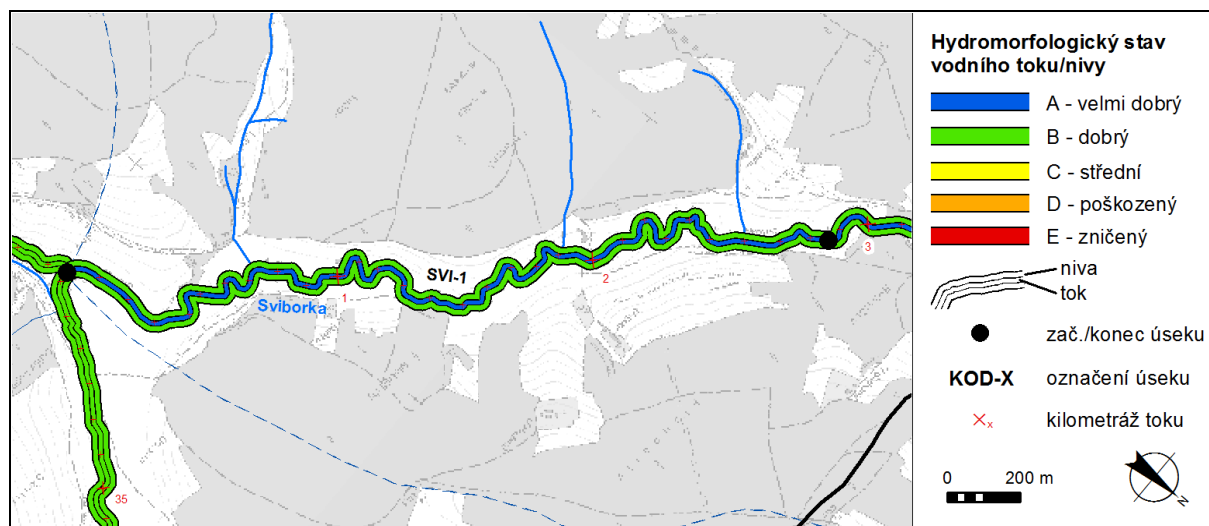 SVI-1
Sviborka
1
2
3
35
Hydromorfologický stav
vodního toku/nivy
A - velmi dobrý
B - dobrý
C - střední
D - poškozený
E - zničený
niva
tok
zač./konec úseku
KOD-X označení úseku
x kilometráž toku
0 200 m
N